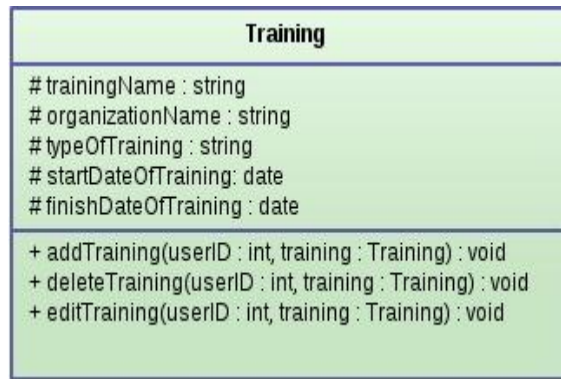 Training
# trainingName : string
# organizationName : string
# typeOfTraining : string
# startDateOfTraining: date
# finishDateOfTraining : date
+ addTraining(userID : int, training : Training) : void
+ deleteTraining(userID : int, training : Training) : void
+ editTraining(userID : int, training : Training) : void